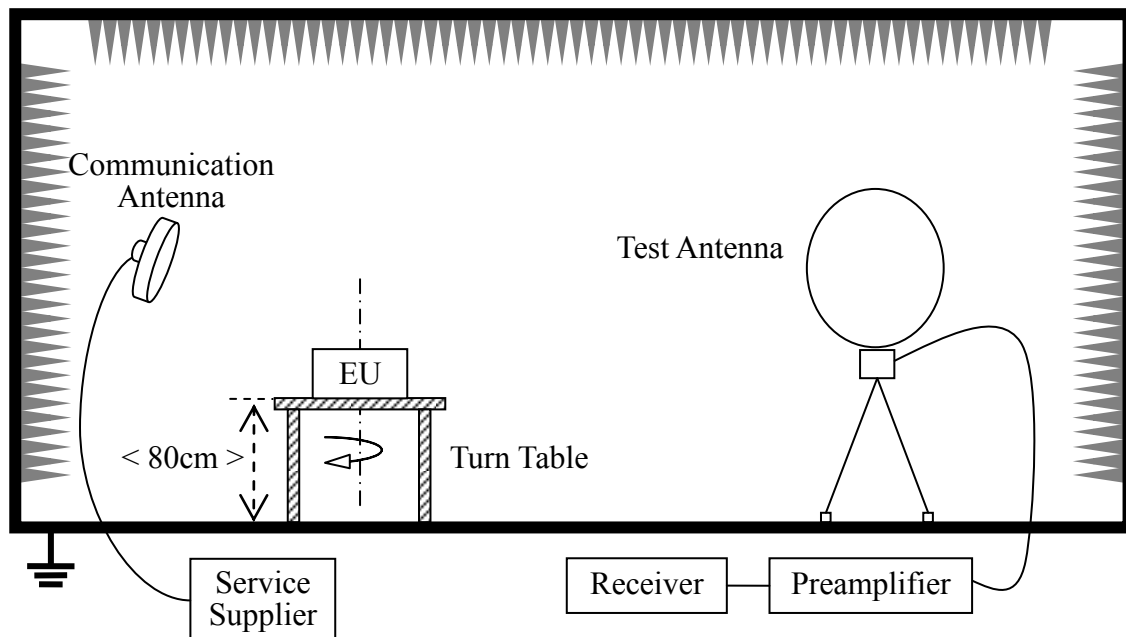 Communication
Antenna
Test Antenna
EU
< 80cm >
Turn Table
Service
Supplier
Receiver
Preamplifier